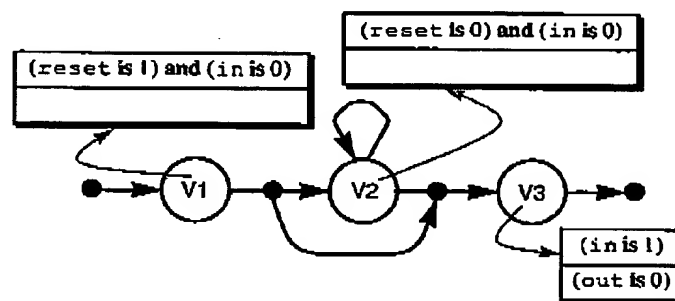 (reset is 0) and (in is 0)
(reset is 1) and (in is 0)
V1
V2
V3
(in is 1)
(out is 0)